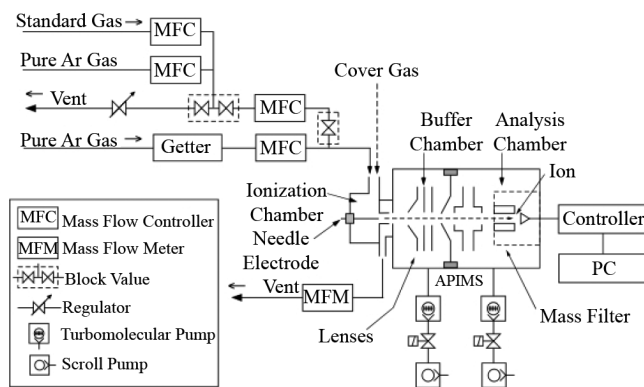 Standard Gas
MFC
Pure Ar Gas
MFC
Cover Gas
Vent
MFC
Buffer
Chamber
Analysis
Chamber
Pure Ar Gas
Getter
MFC
Ion
Ionization
Chamber
Needle
Electrode
Controller
PC
APIMS
Vent
MFM
Lenses
Mass Filter
MFC Mass Flow Controller
MFM Mass Flow Meter
Block Value
Regulator
Turbomolecular Pump
Scroll Pump